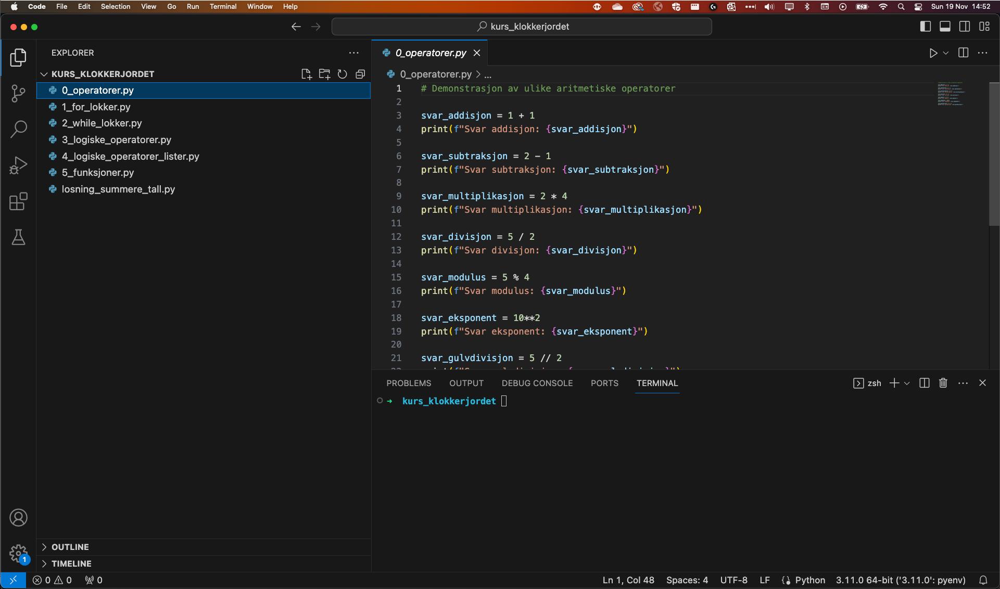 Code File Edit Selection View Go Run Terminal Window Help Sun 19 Nov 14:52
kurs_klokkerjordet
EXPLORER
KURS_KLOKKERJORDET
0_operatorer.py
1_for_lokker.py
2_while_lokker.py
3_logiske_operatorer.py
4_logiske_operatorer_lister.py
5_funksjoner.py
losning_summere_tall.py
OUTLINE
TIMELINE
0_operatorer.py
0_operatorer.py > ...
1 # Demonstrasjon av ulike aritmetiske operatorer
2
3 svar_addisjon = 1 + 1
4 print(f"Svar addisjon: {svar_addisjon}")
5
6 svar_subtraksjon = 2 - 1
7 print(f"Svar subtraksjon: {svar_subtraksjon}")
8
9 svar_multiplikasjon = 2 * 4
10 print(f"Svar multiplikasjon: {svar_multiplikasjon}")
11
12 svar_divisjon = 5 / 2
13 print(f"Svar divisjon: {svar_divisjon}")
14
15 svar_modulus = 5 % 4
16 print(f"Svar modulus: {svar_modulus}")
17
18 svar_eksponent = 10**2
19 print(f"Svar eksponent: {svar_eksponent}")
20
21 svar_gulvdivisjon = 5 // 2
PROBLEMS OUTPUT DEBUG CONSOLE PORTS TERMINAL zsh
➜ kurs_klokkerjordet
1
0 0 0 Ln 1, Col 48 Spaces: 4 UTF-8 LF Python 3.11.0 64-bit ('3.11.0': pyenv)